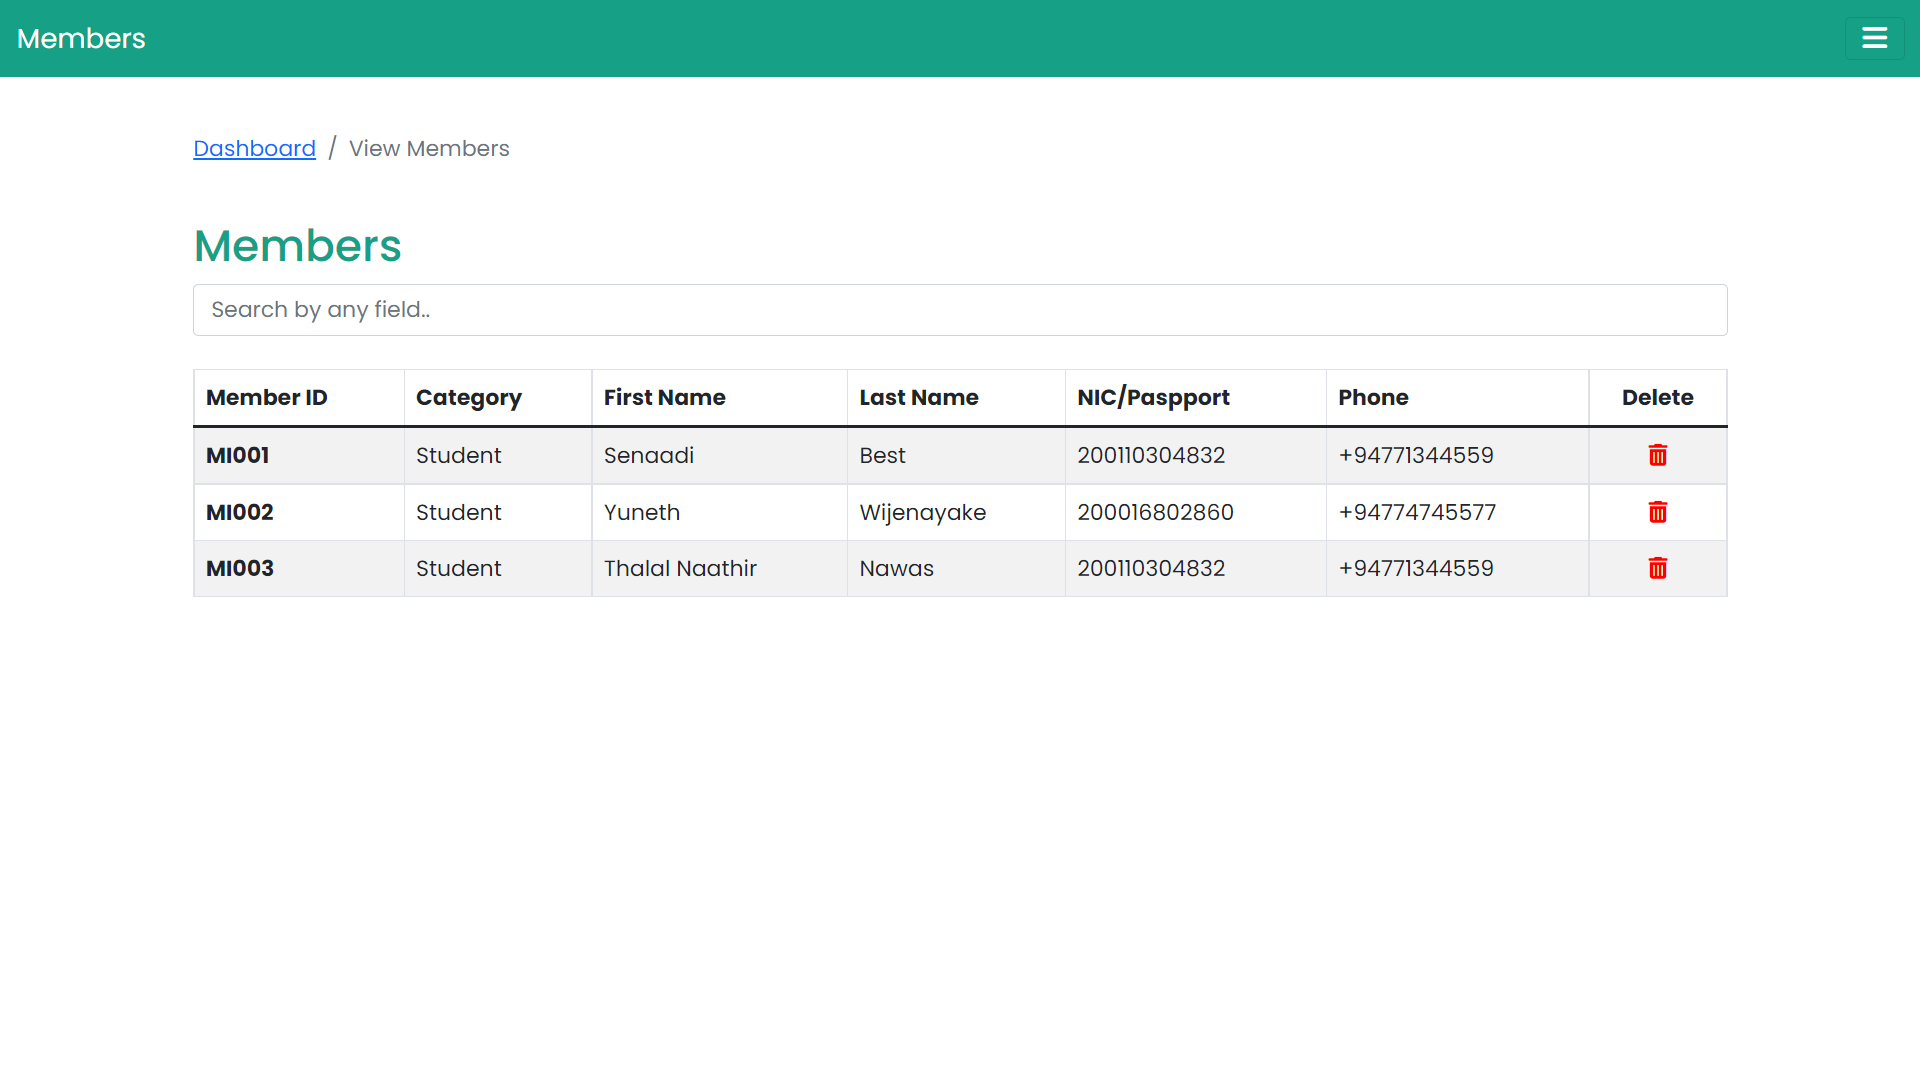 Members
Dashboard / View Members
Members
Search by any field..
Member ID Category First Name Last Name NIC/Paspport Phone Delete
MI001 Student Senaadi Best 200110304832 +94771344559
MI002 Student Yuneth Wijenayake 200016802860 +94774745577
MI003 Student Thalal Naathir Nawas 200110304832 +94771344559